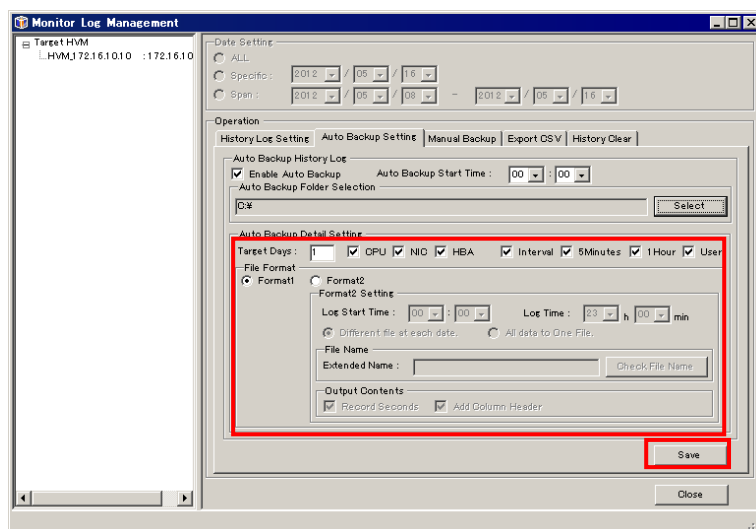 Monitor Log Management
Target HVM
HVM_172.16.10.10 :172.16.10
Date Setting
ALL
Specific : 2012 / 05 / 16
Span : 2012 / 05 / 08 - 2012 / 05 / 16
Operation
History Log Setting Auto Backup Setting Manual Backup Export CSV History Clear
Auto Backup History Log
Enable Auto Backup Auto Backup Start Time : 00 : 00
Auto Backup Folder Selection
C:¥ Select
Auto Backup Detail Setting
Target Days : 1 CPU NIC HBA Interval 5Minutes 1Hour User
File Format
Format1 Format2
Format2 Setting
Log Start Time : 00 : 00 Log Time : 23 h 00 min
Different file at each date. All data to One File.
File Name
Extended Name : Check File Name
Output Contents
Record Seconds Add Column Header
Save
Close